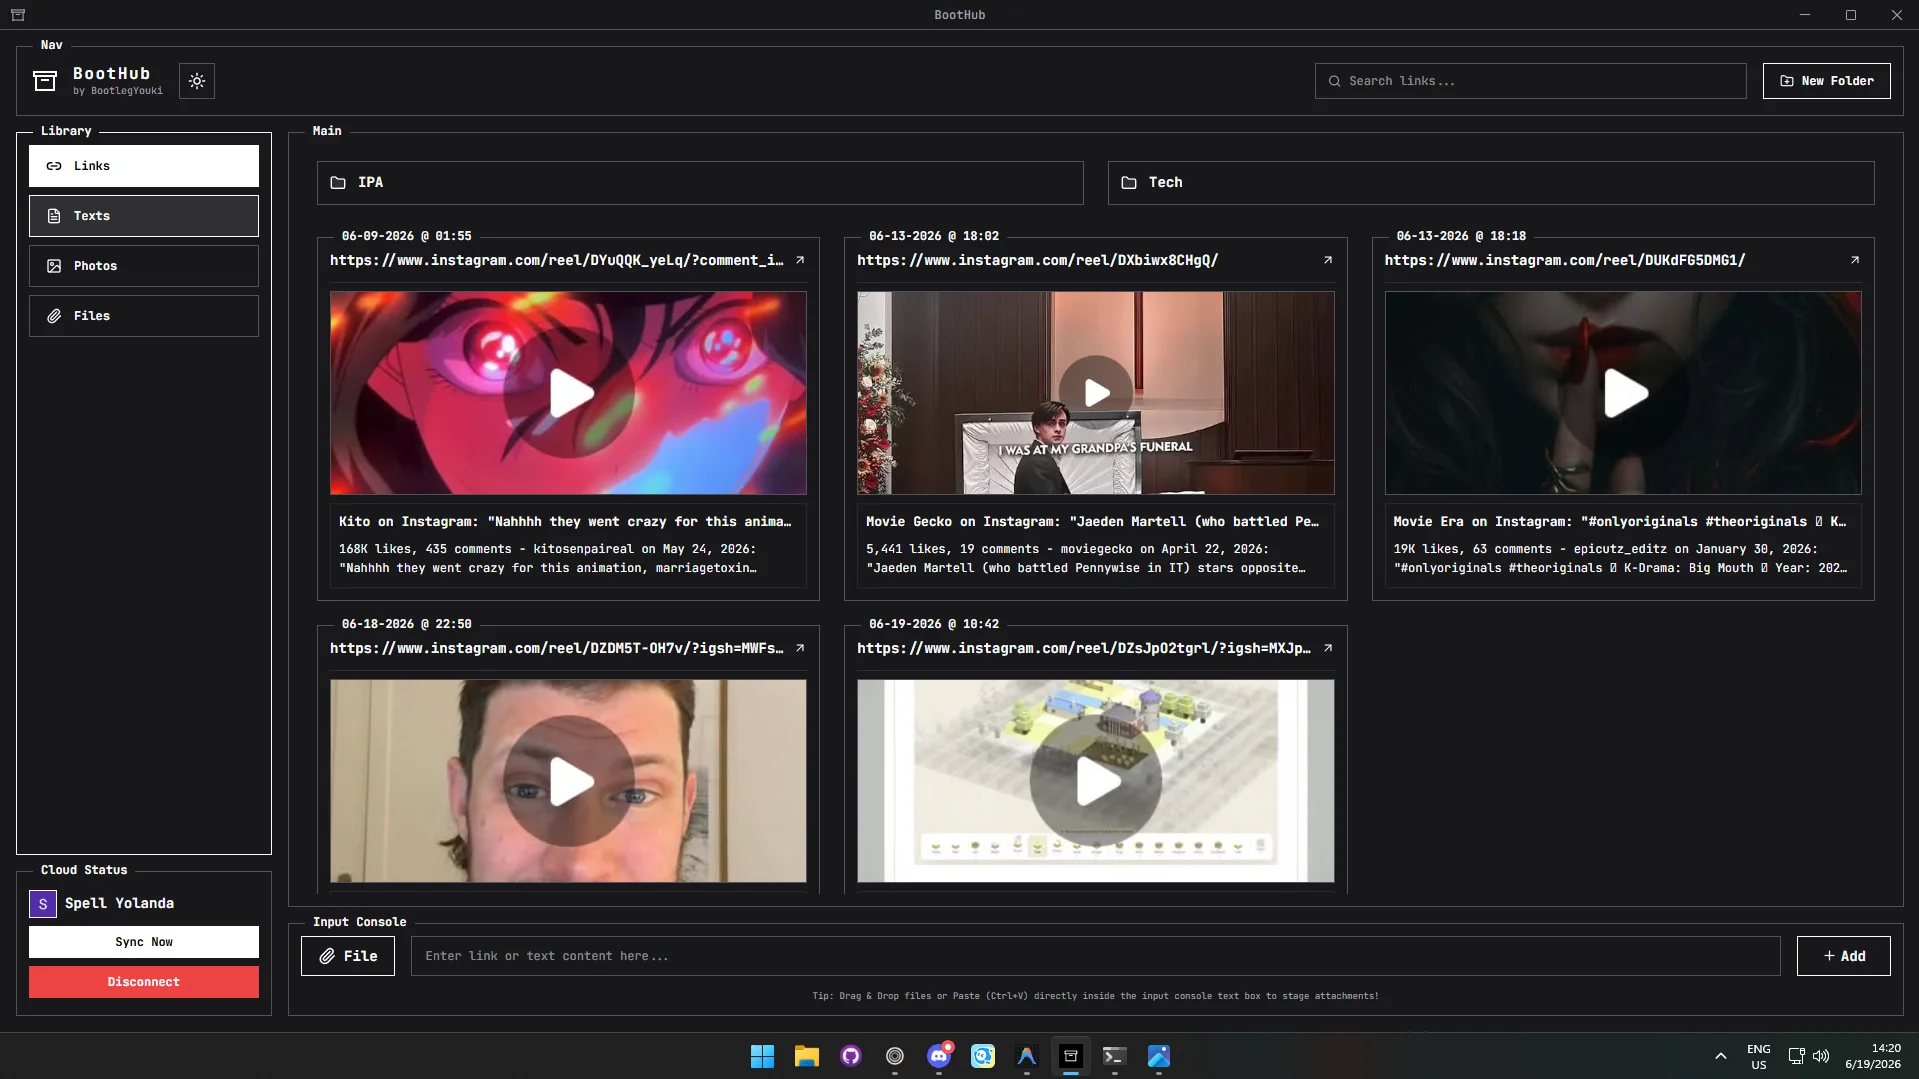 BootHub
Nav
BootHub
by BootlegYouki
Search links...
New Folder
Library
Links
Texts
Photos
Files
Main
IPA
Tech
06-09-2026 @ 01:55
https://www.instagram.com/reel/DYuQQK_yeLq/?comment_i…
06-13-2026 @ 18:02
https://www.instagram.com/reel/DXbiwx8CHgQ/
06-13-2026 @ 18:18
https://www.instagram.com/reel/DUKdFG5DMG1/
I WAS AT MY GRANDPA'S FUNERAL
Kito on Instagram: "Nahhhh they went crazy for this anima…
168K likes, 435 comments - kitosenpaireal on May 24, 2026:
"Nahhhh they went crazy for this animation, marriagetoxin…
Movie Gecko on Instagram: "Jaeden Martell (who battled Pe…
5,441 likes, 19 comments - moviegecko on April 22, 2026:
"Jaeden Martell (who battled Pennywise in IT) stars opposite…
Movie Era on Instagram: "#onlyoriginals #theoriginals ▯ K…
19K likes, 63 comments - epicutz_editz on January 30, 2026:
"#onlyoriginals #theoriginals ▯ K-Drama: Big Mouth ▯ Year: 202…
06-18-2026 @ 22:50
https://www.instagram.com/reel/DZDM5T-OH7v/?igsh=MWFs…
06-19-2026 @ 10:42
https://www.instagram.com/reel/DZsJpO2tgrl/?igsh=MXJp…
Cloud Status
S
Spell Yolanda
Sync Now
Disconnect
Input Console
File
Enter link or text content here...
+ Add
Tip: Drag & Drop files or Paste (Ctrl+V) directly inside the input console text box to stage attachments!
ENG
US
14:20
6/19/2026